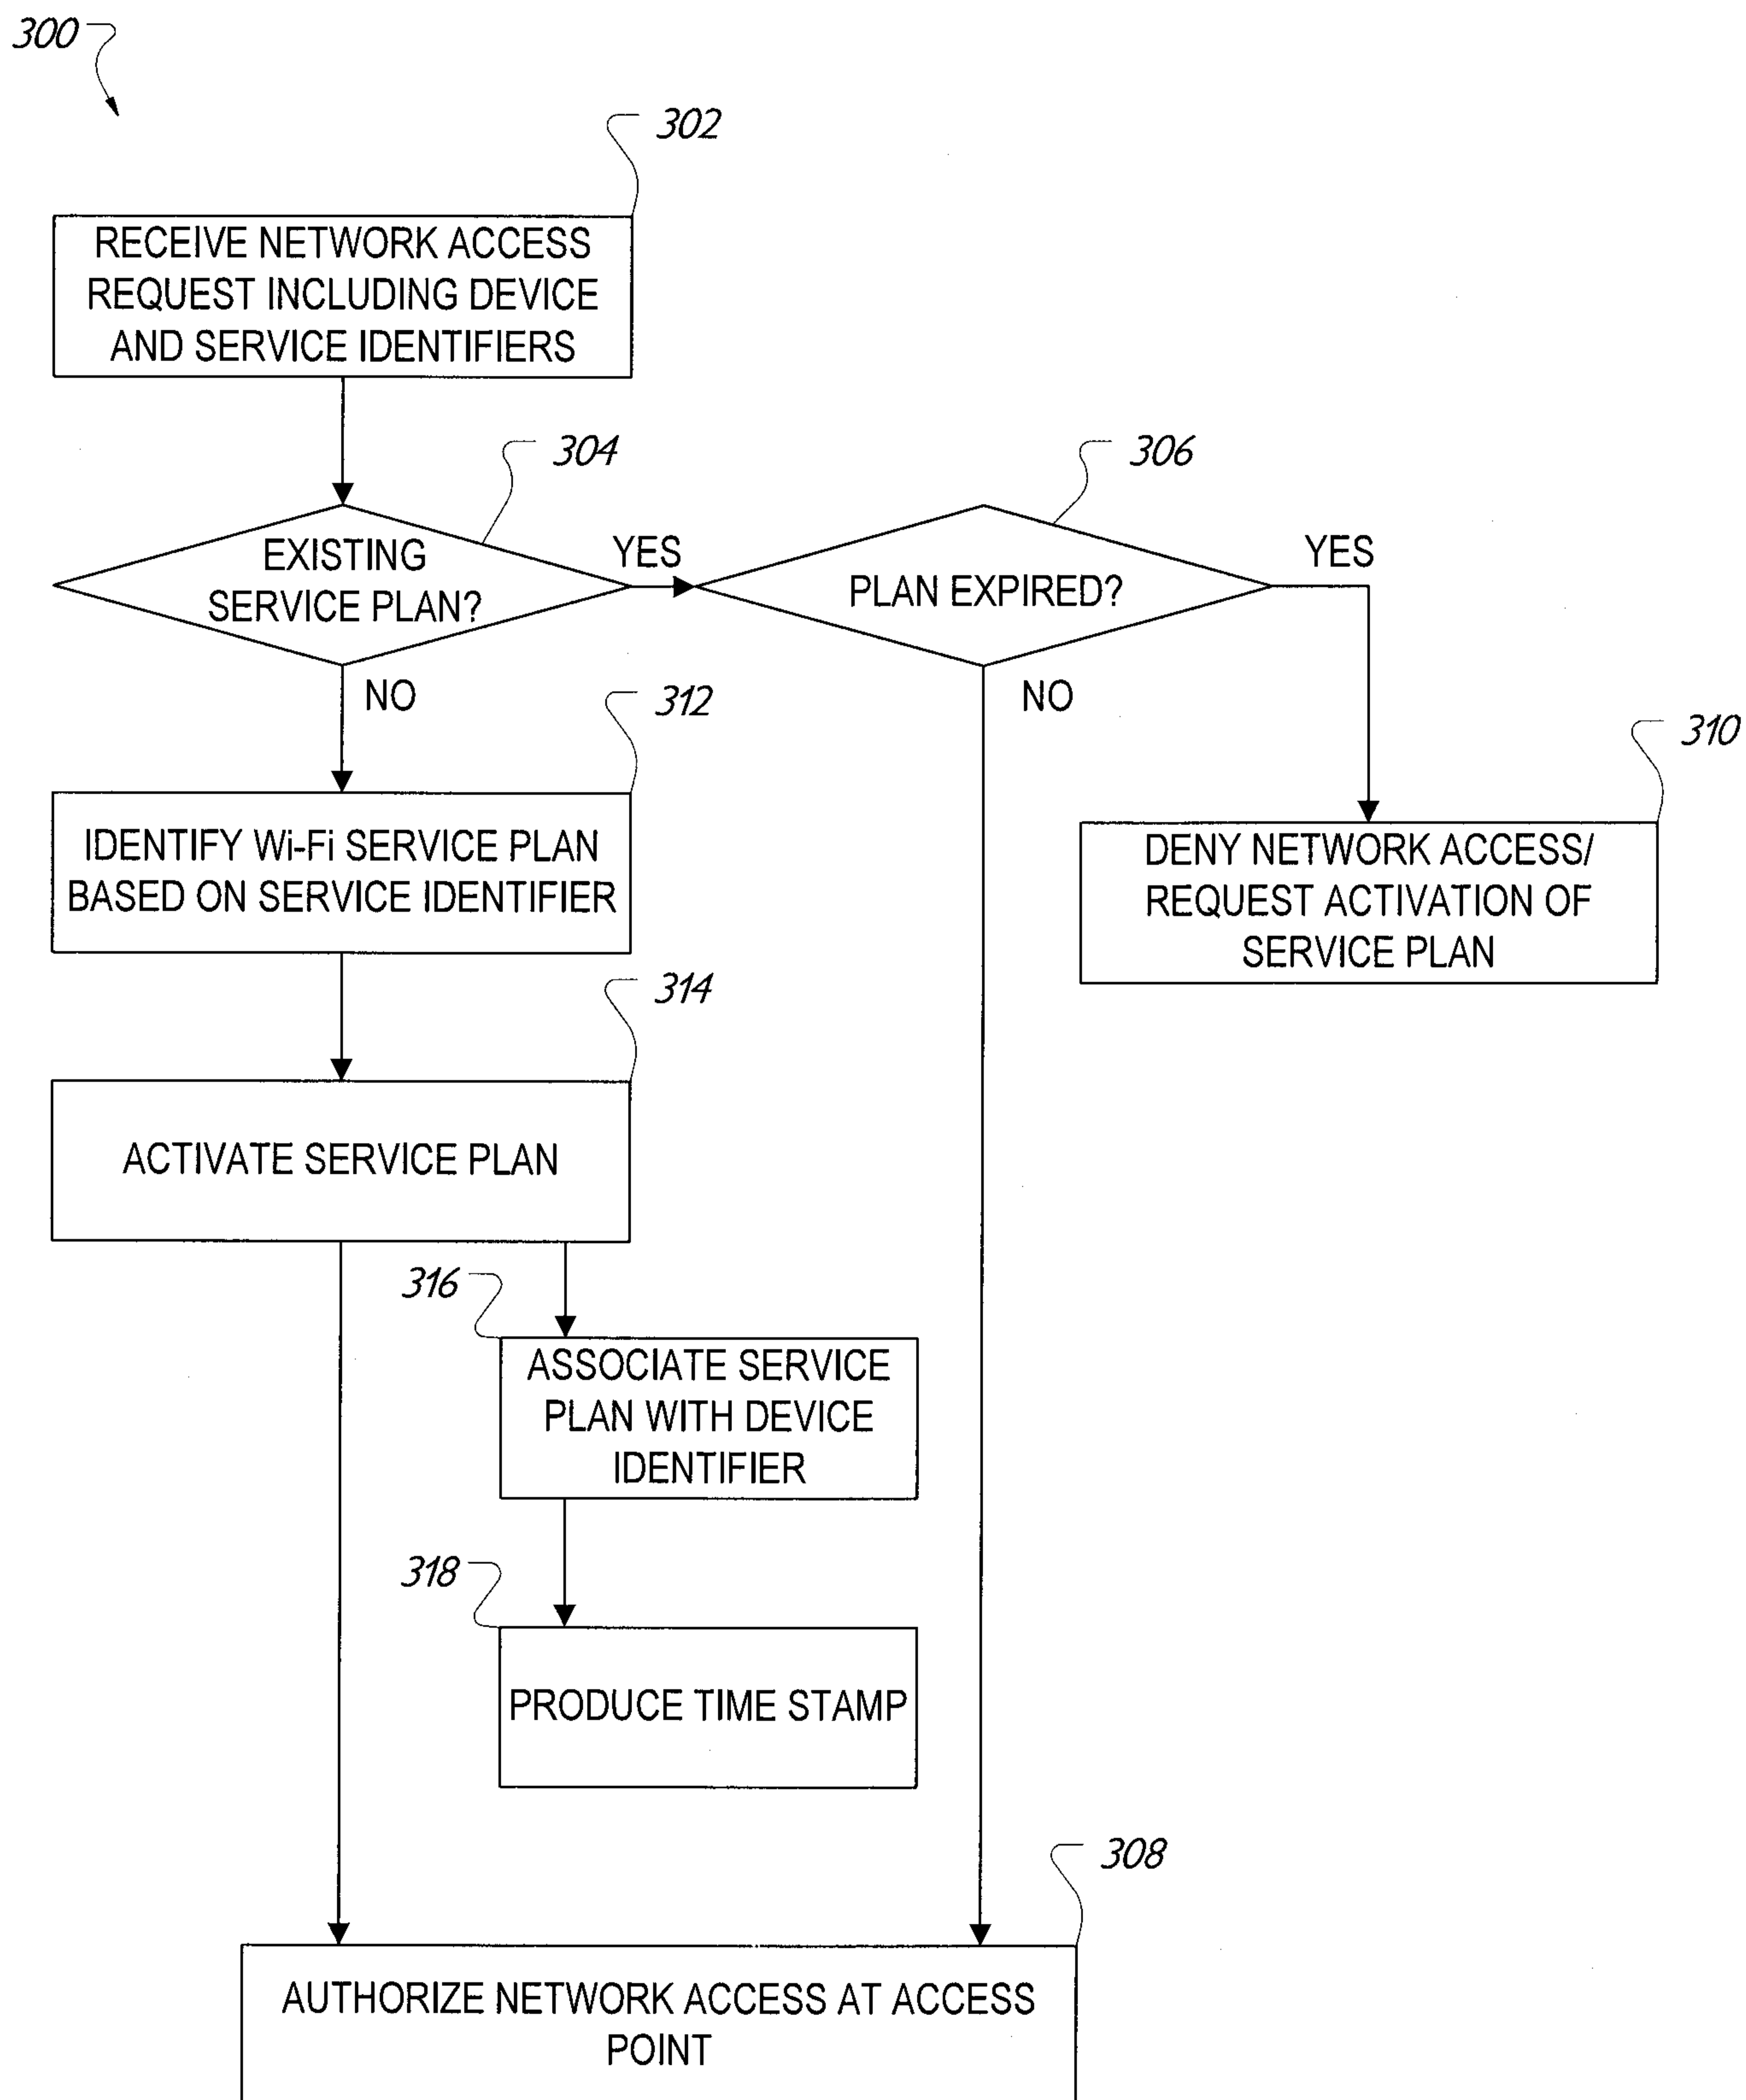 300
302
RECEIVE NETWORK ACCESS
REQUEST INCLUDING DEVICE
AND SERVICE IDENTIFIERS
304
306
EXISTING
SERVICE PLAN?
YES
PLAN EXPIRED?
YES
NO
NO
312
310
IDENTIFY Wi-Fi SERVICE PLAN
BASED ON SERVICE IDENTIFIER
DENY NETWORK ACCESS/
REQUEST ACTIVATION OF
SERVICE PLAN
314
ACTIVATE SERVICE PLAN
316
ASSOCIATE SERVICE
PLAN WITH DEVICE
IDENTIFIER
318
PRODUCE TIME STAMP
308
AUTHORIZE NETWORK ACCESS AT ACCESS
POINT